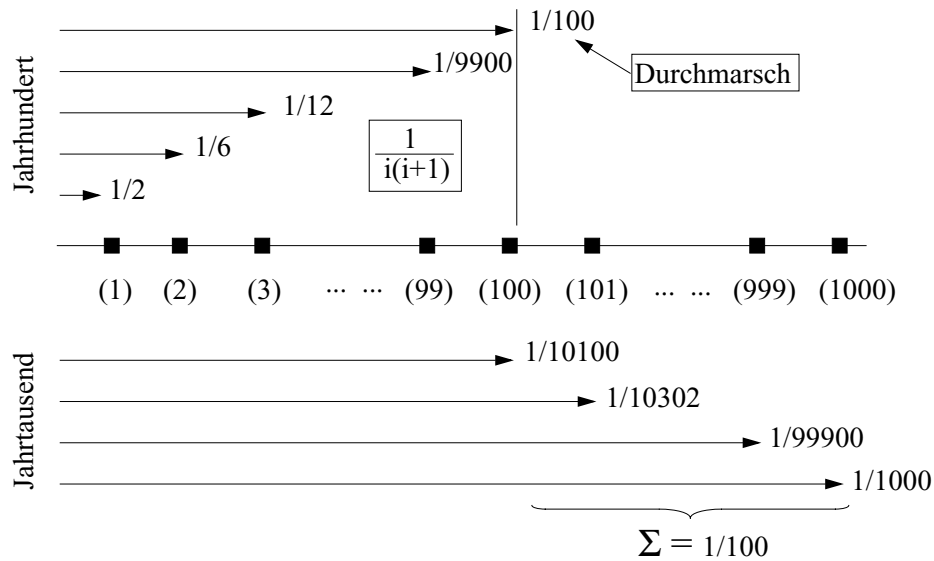 Jahrhundert
1/100
Durchmarsch
1/9900
1/12
1/6
1/2
1
i(i+1)
(1) (2) (3) ... ... (99) (100) (101) ... ... (999) (1000)
Jahrtausend
1/10100
1/10302
1/99900
1/1000
Σ = 1/100